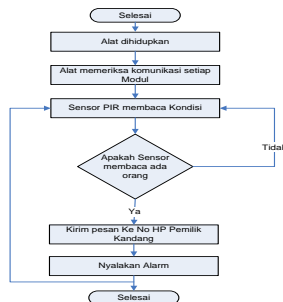 Selesai
Alat dihidupkan
Alat memeriksa komunikasi setiap
Modul
Sensor PIR membaca Kondisi
Apakah Sensor
membaca ada
orang
Tidak
Ya
Kirim pesan Ke No HP Pemilik
Kandang
Nyalakan Alarm
Selesai